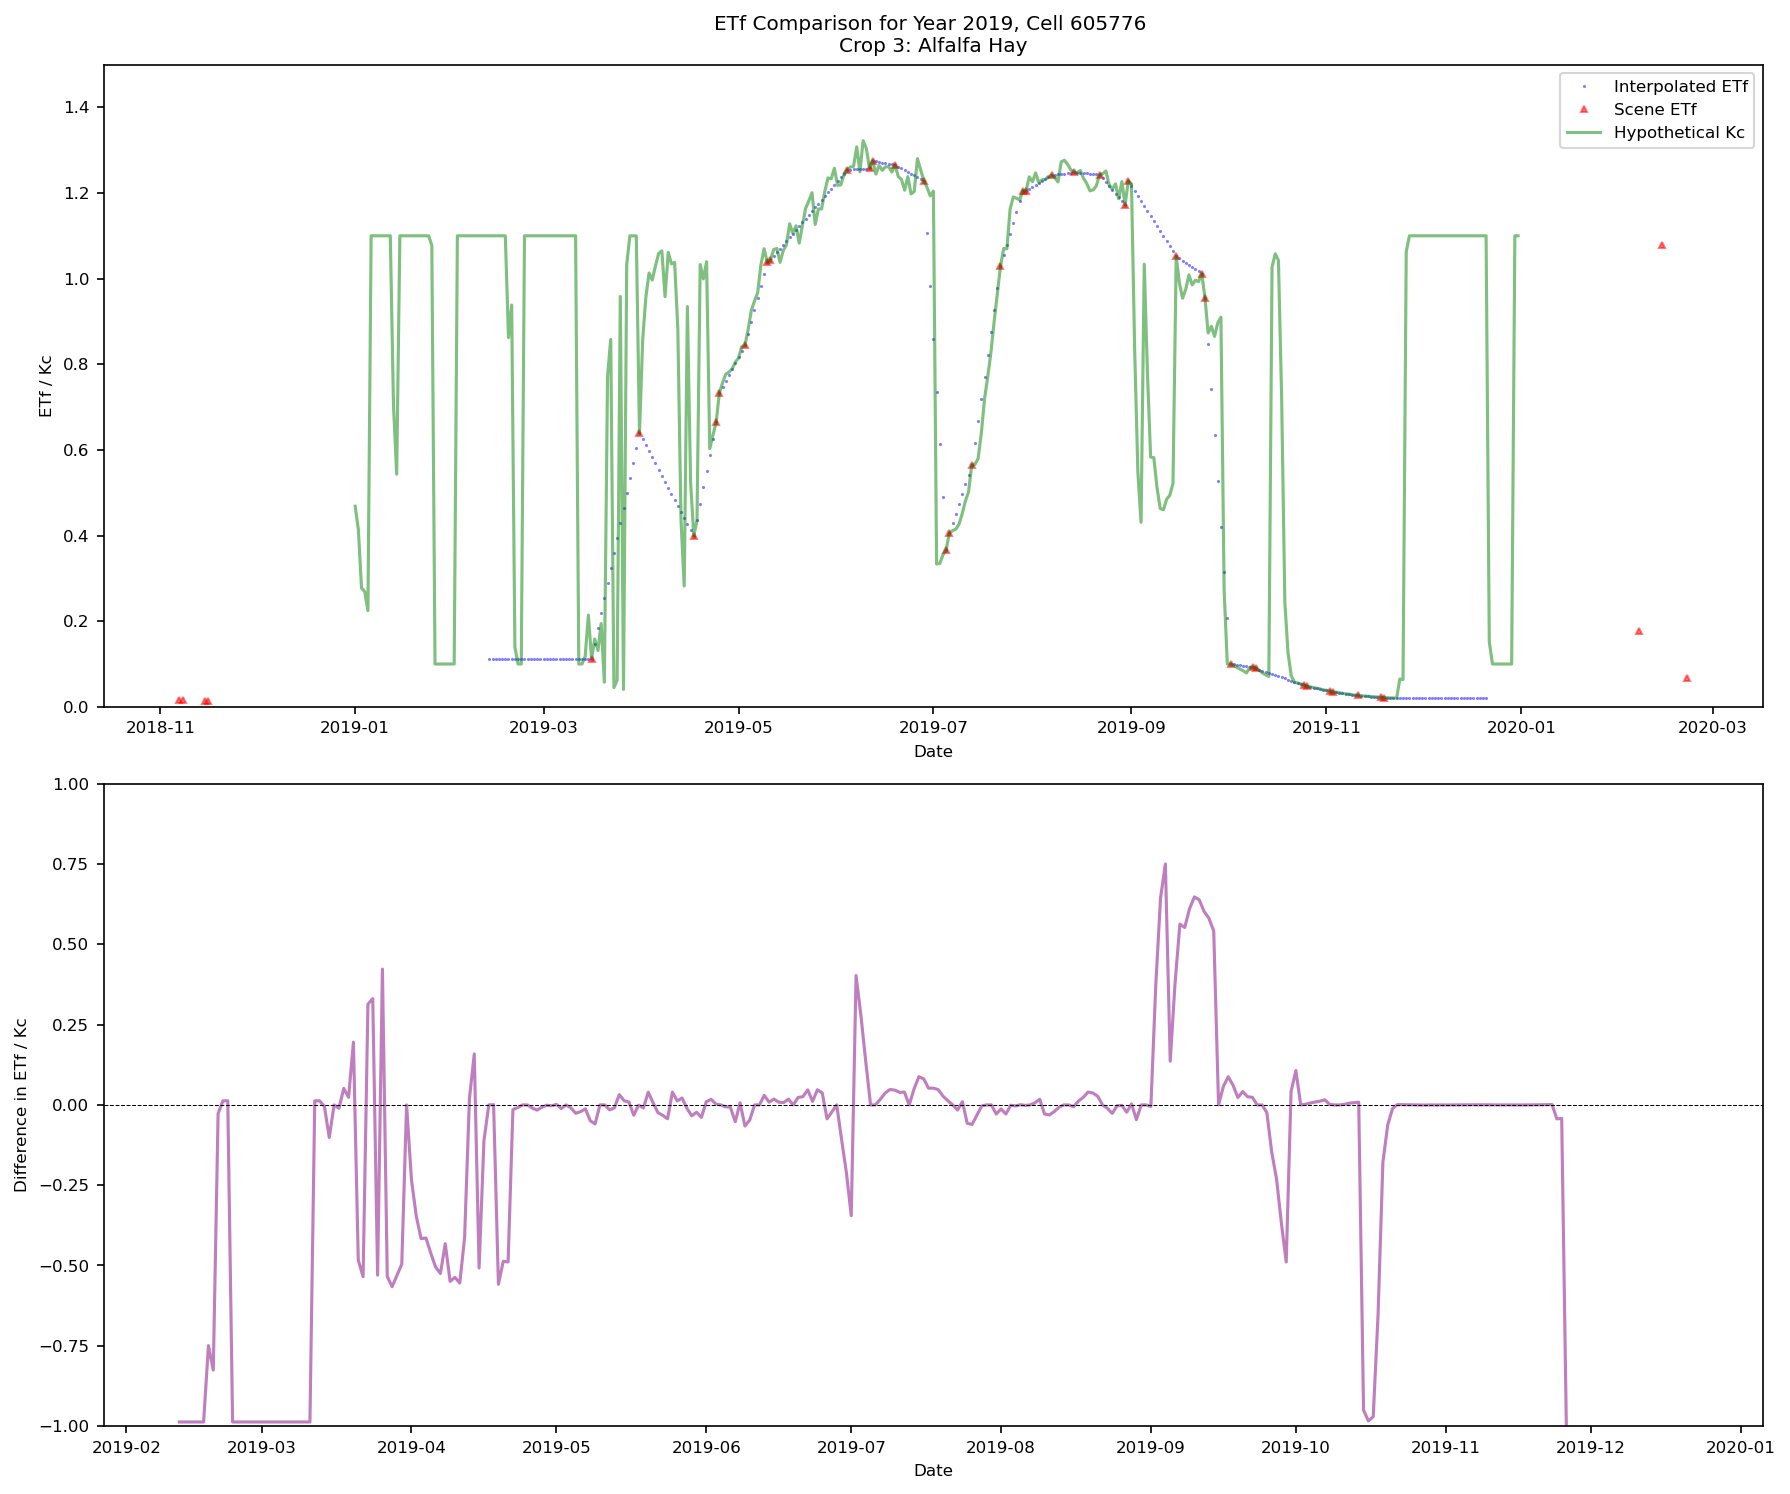 ETf Comparison for Year 2019, Cell 605776
Crop 3: Alfalfa Hay
Interpolated ETf
Scene ETf
Hypothetical Kc
ETf / Kc
1.4
1.2
1.0
0.8
0.6
0.4
0.2
0.0
2018-11 2019-01 2019-03 2019-05 2019-07 2019-09 2019-11 2020-01 2020-03
Date
Difference in ETf / Kc
1.00
0.75
0.50
0.25
0.00
−0.25
−0.50
−0.75
−1.00
2019-02 2019-03 2019-04 2019-05 2019-06 2019-07 2019-08 2019-09 2019-10 2019-11 2019-12 2020-01
Date